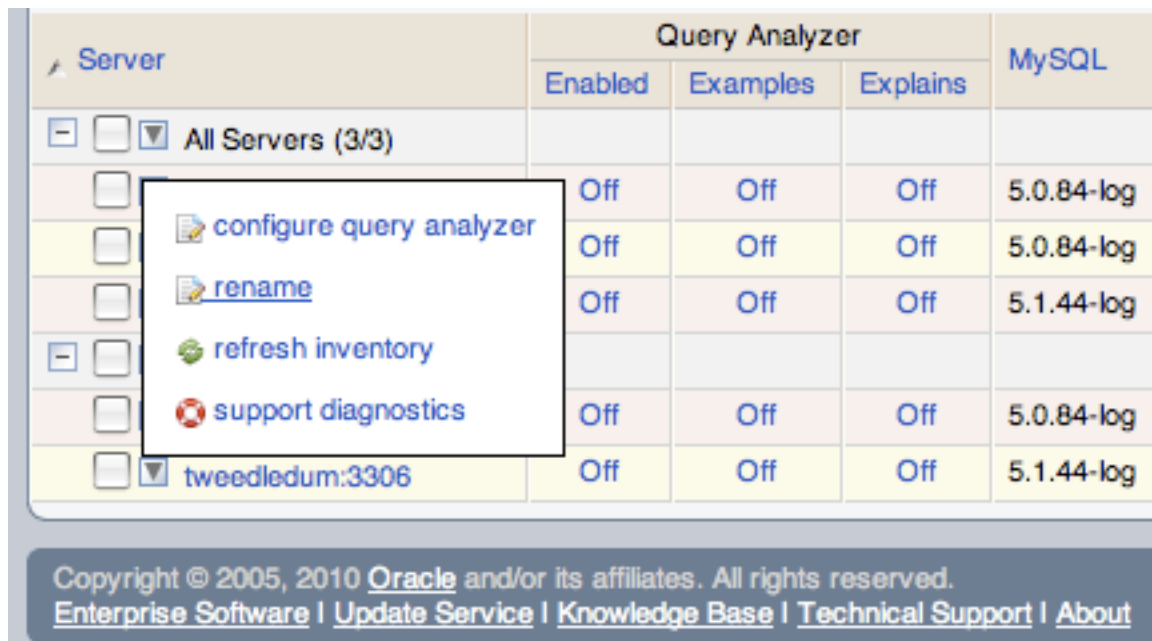 Server Query Analyzer MySQL
Enabled Examples Explains
All Servers (3/3)
Off Off Off 5.0.84-log
configure query analyzer
Off Off Off 5.0.84-log
rename
Off Off Off 5.1.44-log
refresh inventory
support diagnostics
Off Off Off 5.0.84-log
tweedledum:3306 Off Off Off 5.1.44-log
Copyright © 2005, 2010 Oracle and/or its affiliates. All rights reserved.
Enterprise Software | Update Service | Knowledge Base | Technical Support | About